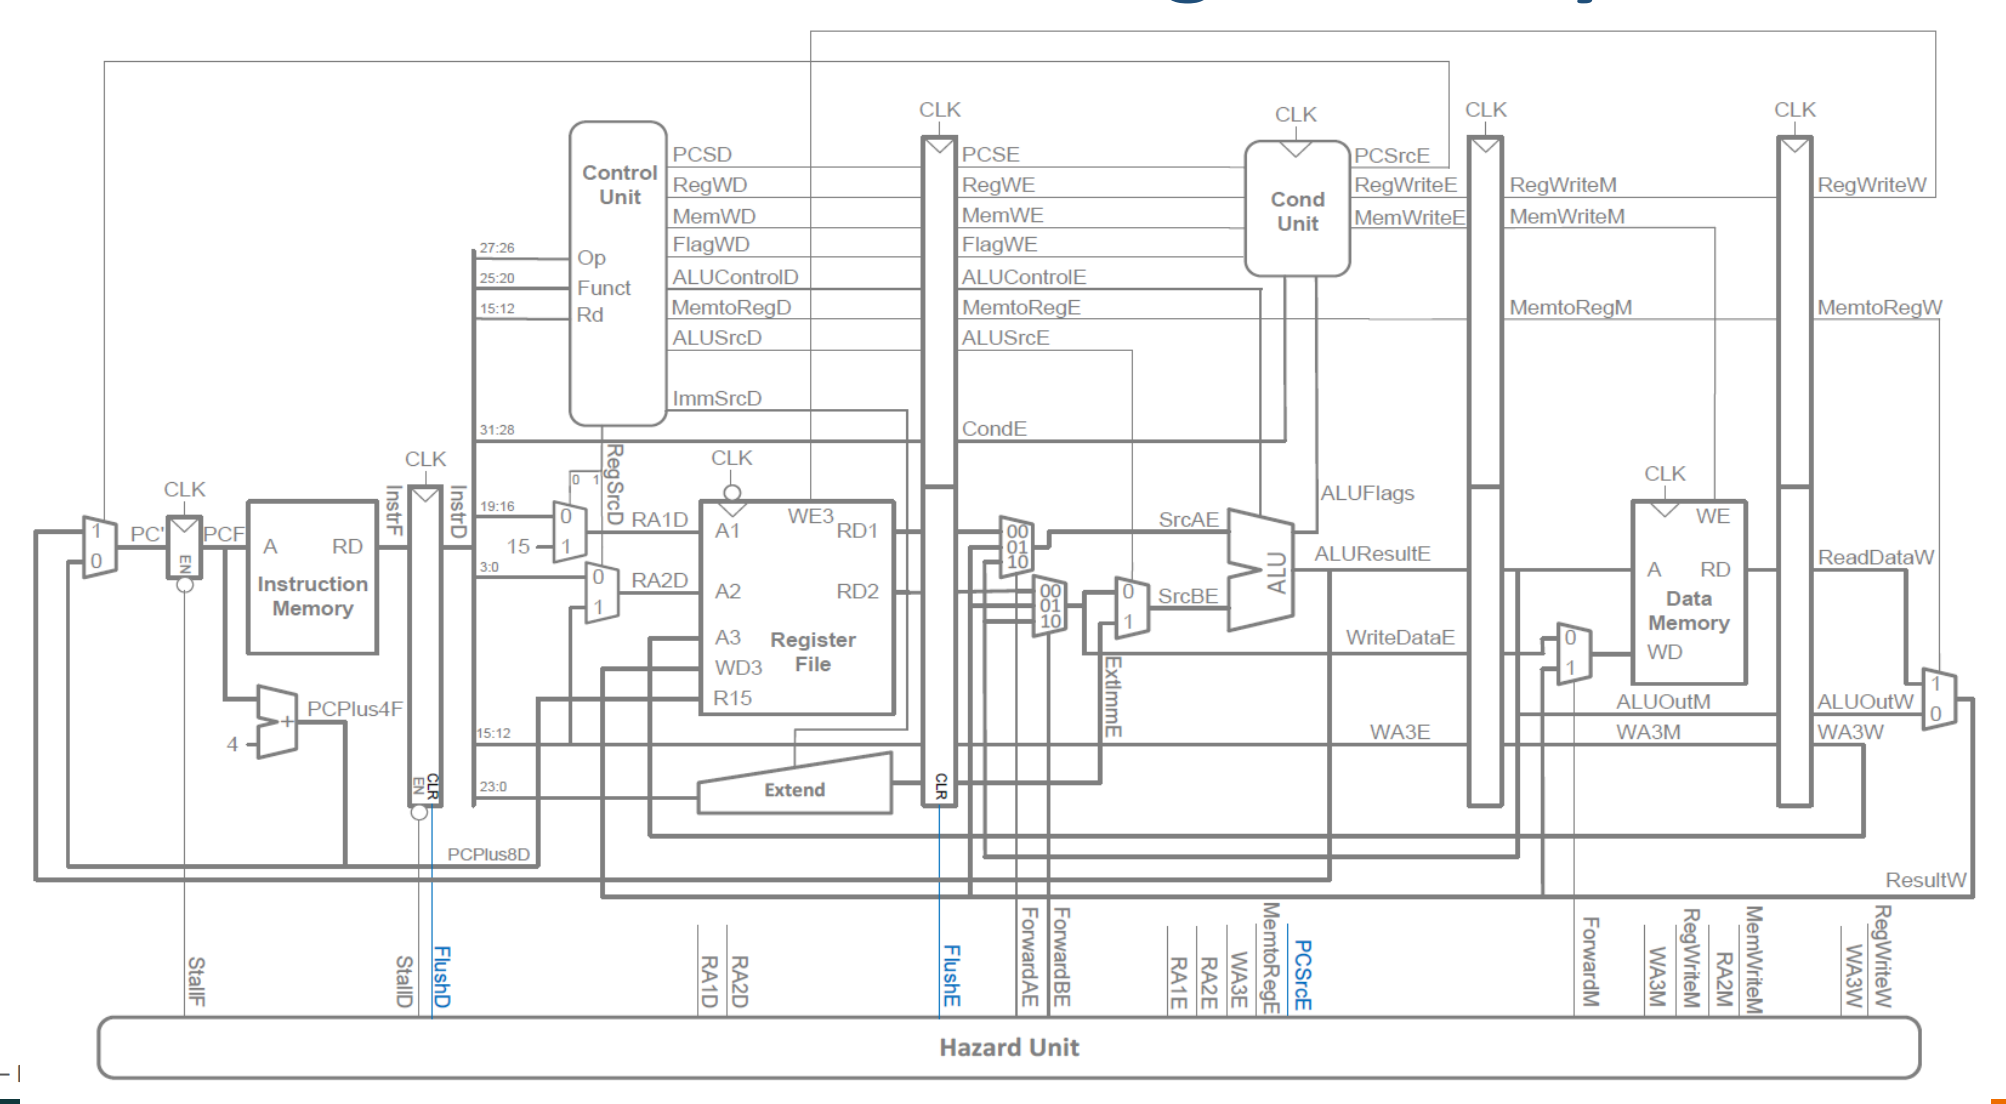 CLK
CLK
CLK
CLK
Control
Unit
PCSD
RegWD
MemWD
FlagWD
ALUControlD
MemtoRegD
ALUSrcD
ImmSrcD
PCSE
RegWE
MemWE
FlagWE
ALUControlE
MemtoRegE
ALUSrcE
CondE
Cond
Unit
PCSrcE
RegWriteE
MemWriteE
RegWriteM
MemWriteM
MemtoRegM
RegWriteW
MemtoRegW
27:26
Op
25:20
Funct
15:12
Rd
31:28
RegSrcD
0 1
CLK
CLK
CLK
CLK
InstrF
InstrD
19:16
0
1
15
RA1D
3:0
0
1
RA2D
A1
WE3
RD1
A2
RD2
A3
WD3
R15
Register
File
1
0
PC'
EN
PCF
A
RD
Instruction
Memory
PCPlus4F
+
4
EN
CLR
15:12
23:0
Extend
CLR
00
01
10
00
01
10
0
1
SrcAE
SrcBE
ALU
ALUFlags
ALUResultE
WriteDataE
ExtImmE
WA3E
0
1
WE
A
RD
Data
Memory
WD
ALUOutM
WA3M
ReadDataW
ALUOutW
WA3W
1
0
PCPlus8D
ResultW
StallF
StallD
FlushD
RA1D
RA2D
FlushE
ForwardAE
ForwardBE
RA1E
RA2E
WA3E
MemtoRegE
PCSrcE
ForwardM
WA3M
RegWriteM
RA2M
MemWriteM
WA3W
RegWriteW
Hazard Unit